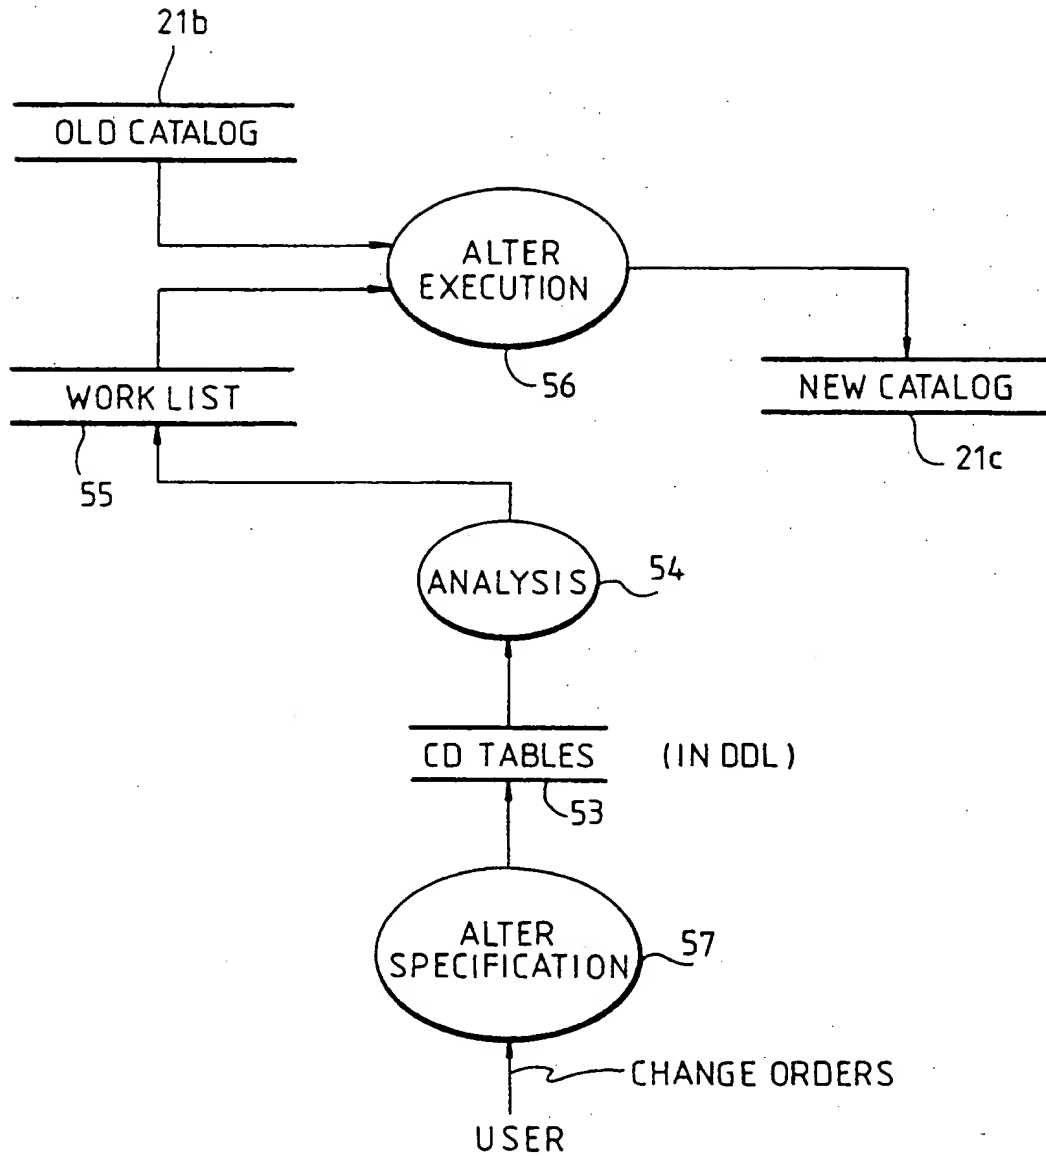 21b
OLD CATALOG
ALTER
EXECUTION
56
WORK LIST
55
NEW CATALOG
21c
ANALYSIS
54
CD TABLES (IN DDL)
53
ALTER
SPECIFICATION
57
CHANGE ORDERS
USER